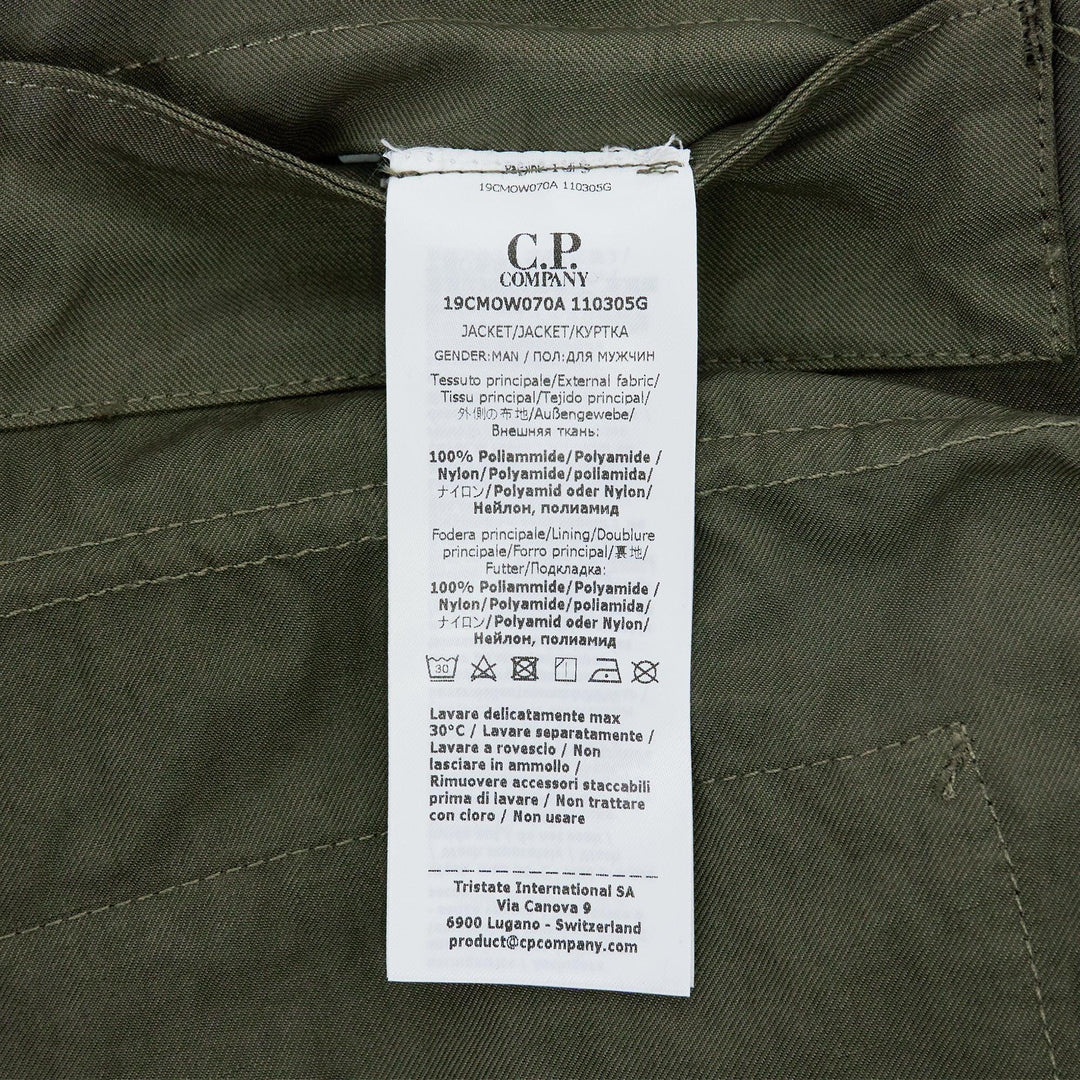 19CMOW070A 110305G
C.P.
COMPANY
19CMOW070A 110305G
JACKET/JACKET/КУРТКА
GENDER:MAN / ПОЛ:ДЛЯ МУЖЧИН
Tessuto principale/External fabric/
Tissu principal/Tejido principal/
外側の布地/Außengewebe/
Внешняя ткань:
100% Poliammide/Polyamide /
Nylon/Polyamide/poliamida/
ナイロン/Polyamid oder Nylon/
Нейлон, полиамид
Fodera principale/Lining/Doublure
principale/Forro principal/裏地/
Futter/Подкладка:
100% Poliammide/Polyamide /
Nylon/Polyamide/poliamida/
ナイロン/Polyamid oder Nylon/
Нейлон, полиамид
30
Lavare delicatamente max
30°C / Lavare separatamente /
Lavare a rovescio / Non
lasciare in ammollo /
Rimuovere accessori staccabili
prima di lavare / Non trattare
con cloro / Non usare
Tristate International SA
Via Canova 9
6900 Lugano - Switzerland
product@cpcompany.com